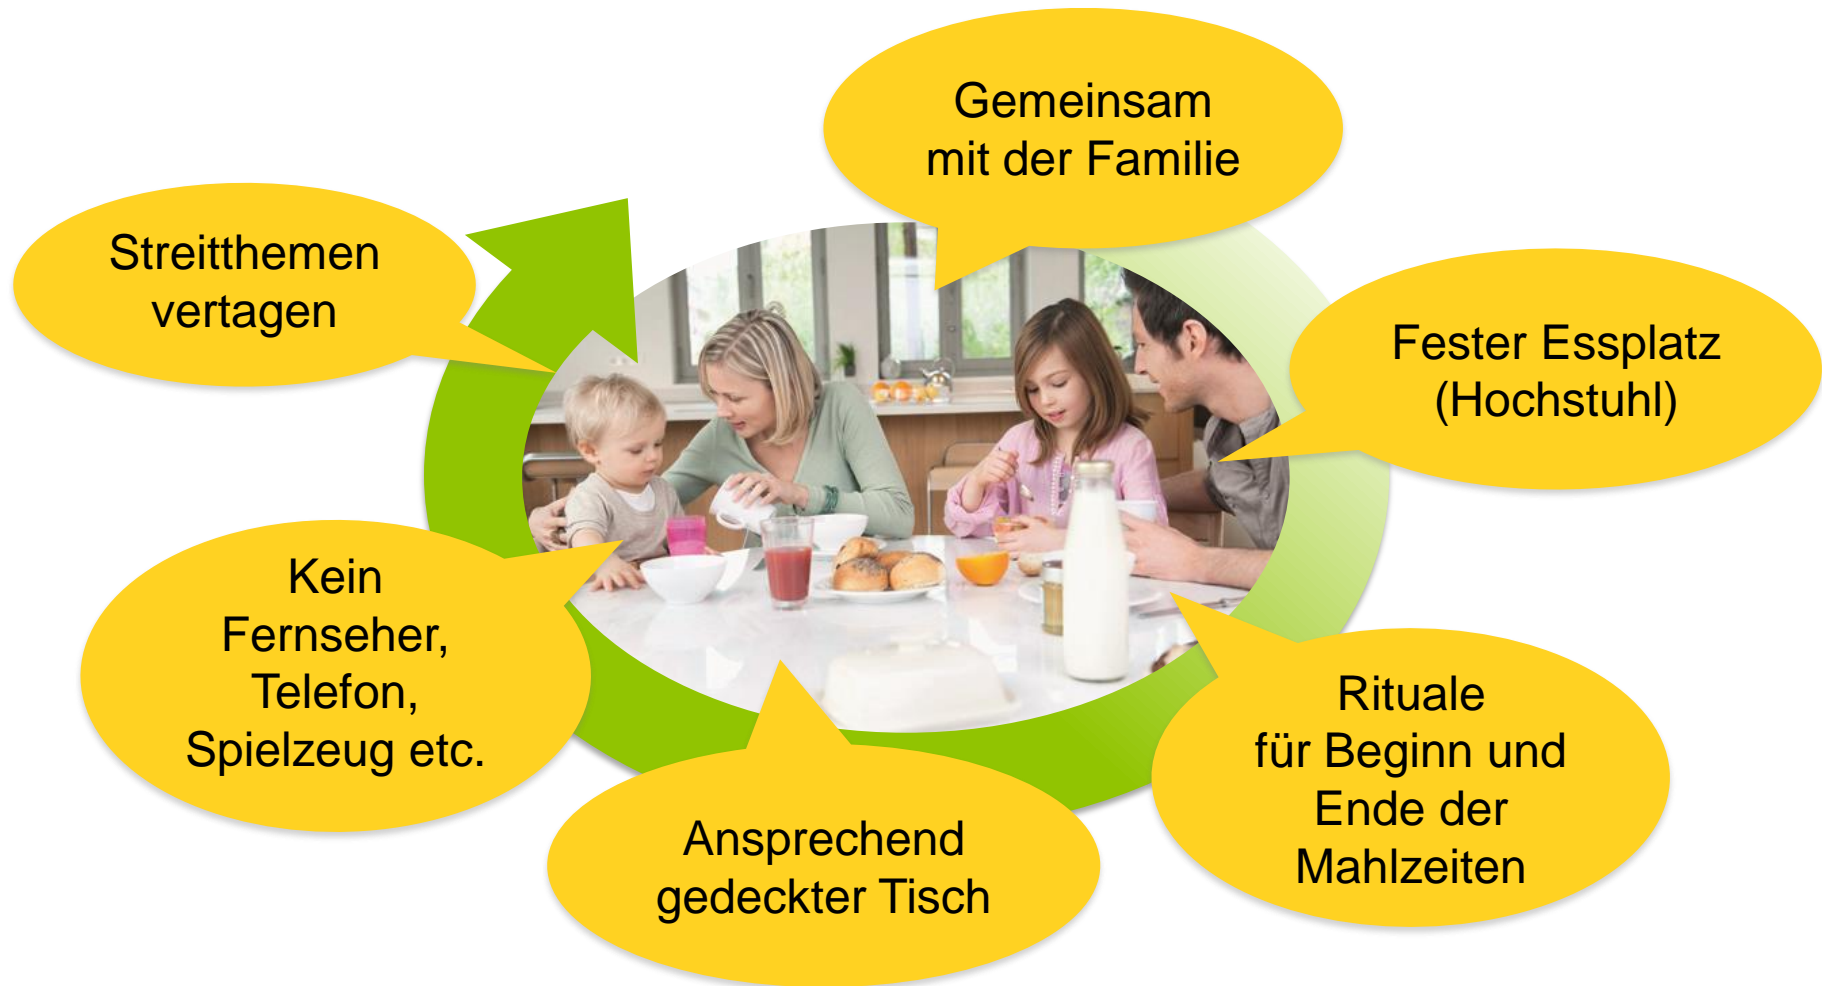 Gemeinsam
mit der Familie
Fester Essplatz
(Hochstuhl)
Rituale
für Beginn und
Ende der
Mahlzeiten
Ansprechend
gedeckter Tisch
Kein
Fernseher,
Telefon,
Spielzeug etc.
Streitthemen
vertagen